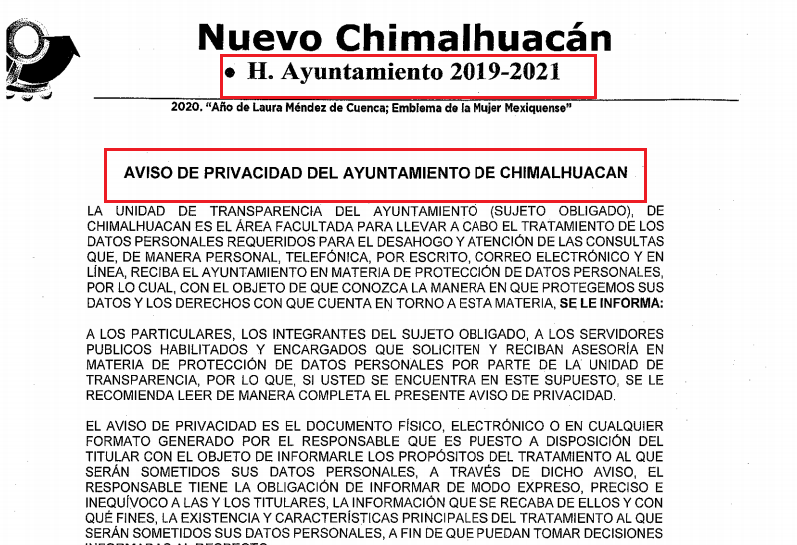 Nuevo Chimalhuacán
• H. Ayuntamiento 2019-2021
2020. “Año de Laura Méndez de Cuenca; Emblema de la Mujer Mexiquense”
AVISO DE PRIVACIDAD DEL AYUNTAMIENTO DE CHIMALHUACAN
LA UNIDAD DE TRANSPARENCIA DEL AYUNTAMIENTO (SUJETO OBLIGADO), DE
CHIMALHUACAN ES EL ÁREA FACULTADA PARA LLEVAR A CABO EL TRATAMIENTO DE LOS
DATOS PERSONALES REQUERIDOS PARA EL DESAHOGO Y ATENCIÓN DE LAS CONSULTAS
QUE, DE MANERA PERSONAL, TELEFÓNICA, POR ESCRITO, CORREO ELECTRÓNICO Y EN
LÍNEA, RECIBA EL AYUNTAMIENTO EN MATERIA DE PROTECCIÓN DE DATOS PERSONALES,
POR LO CUAL, CON EL OBJETO DE QUE CONOZCA LA MANERA EN QUE PROTEGEMOS SUS
DATOS Y LOS DERECHOS CON QUE CUENTA EN TORNO A ESTA MATERIA, SE LE INFORMA:
A LOS PARTICULARES, LOS INTEGRANTES DEL SUJETO OBLIGADO, A LOS SERVIDORES
PUBLICOS HABILITADOS Y ENCARGADOS QUE SOLICITEN Y RECIBAN ASESORÍA EN
MATERIA DE PROTECCIÓN DE DATOS PERSONALES POR PARTE DE LA UNIDAD DE
TRANSPARENCIA, POR LO QUE, SI USTED SE ENCUENTRA EN ESTE SUPUESTO, SE LE
RECOMIENDA LEER DE MANERA COMPLETA EL PRESENTE AVISO DE PRIVACIDAD.
EL AVISO DE PRIVACIDAD ES EL DOCUMENTO FÍSICO, ELECTRÓNICO O EN CUALQUIER
FORMATO GENERADO POR EL RESPONSABLE QUE ES PUESTO A DISPOSICIÓN DEL
TITULAR CON EL OBJETO DE INFORMARLE LOS PROPÓSITOS DEL TRATAMIENTO AL QUE
SERÁN SOMETIDOS SUS DATOS PERSONALES, A TRAVÉS DE DICHO AVISO, EL
RESPONSABLE TIENE LA OBLIGACIÓN DE INFORMAR DE MODO EXPRESO, PRECISO E
INEQUÍVOCO A LAS Y LOS TITULARES, LA INFORMACIÓN QUE SE RECABA DE ELLOS Y CON
QUÉ FINES, LA EXISTENCIA Y CARACTERÍSTICAS PRINCIPALES DEL TRATAMIENTO AL QUE
SERÁN SOMETIDOS SUS DATOS PERSONALES, A FIN DE QUE PUEDAN TOMAR DECISIONES